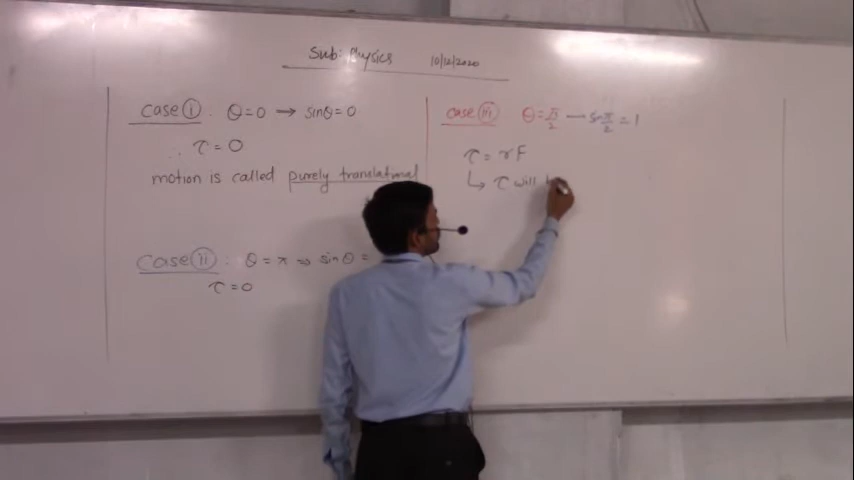 Sub: Physics 10/12/2020
case (i) : θ = 0 → sinθ = 0
∴ τ = 0
motion is called purely translational
case (ii) : θ = π ⇒ sin θ =
τ = 0
case (iii) θ = π/2 — sin π/2 = 1
τ = rF
↳ τ will